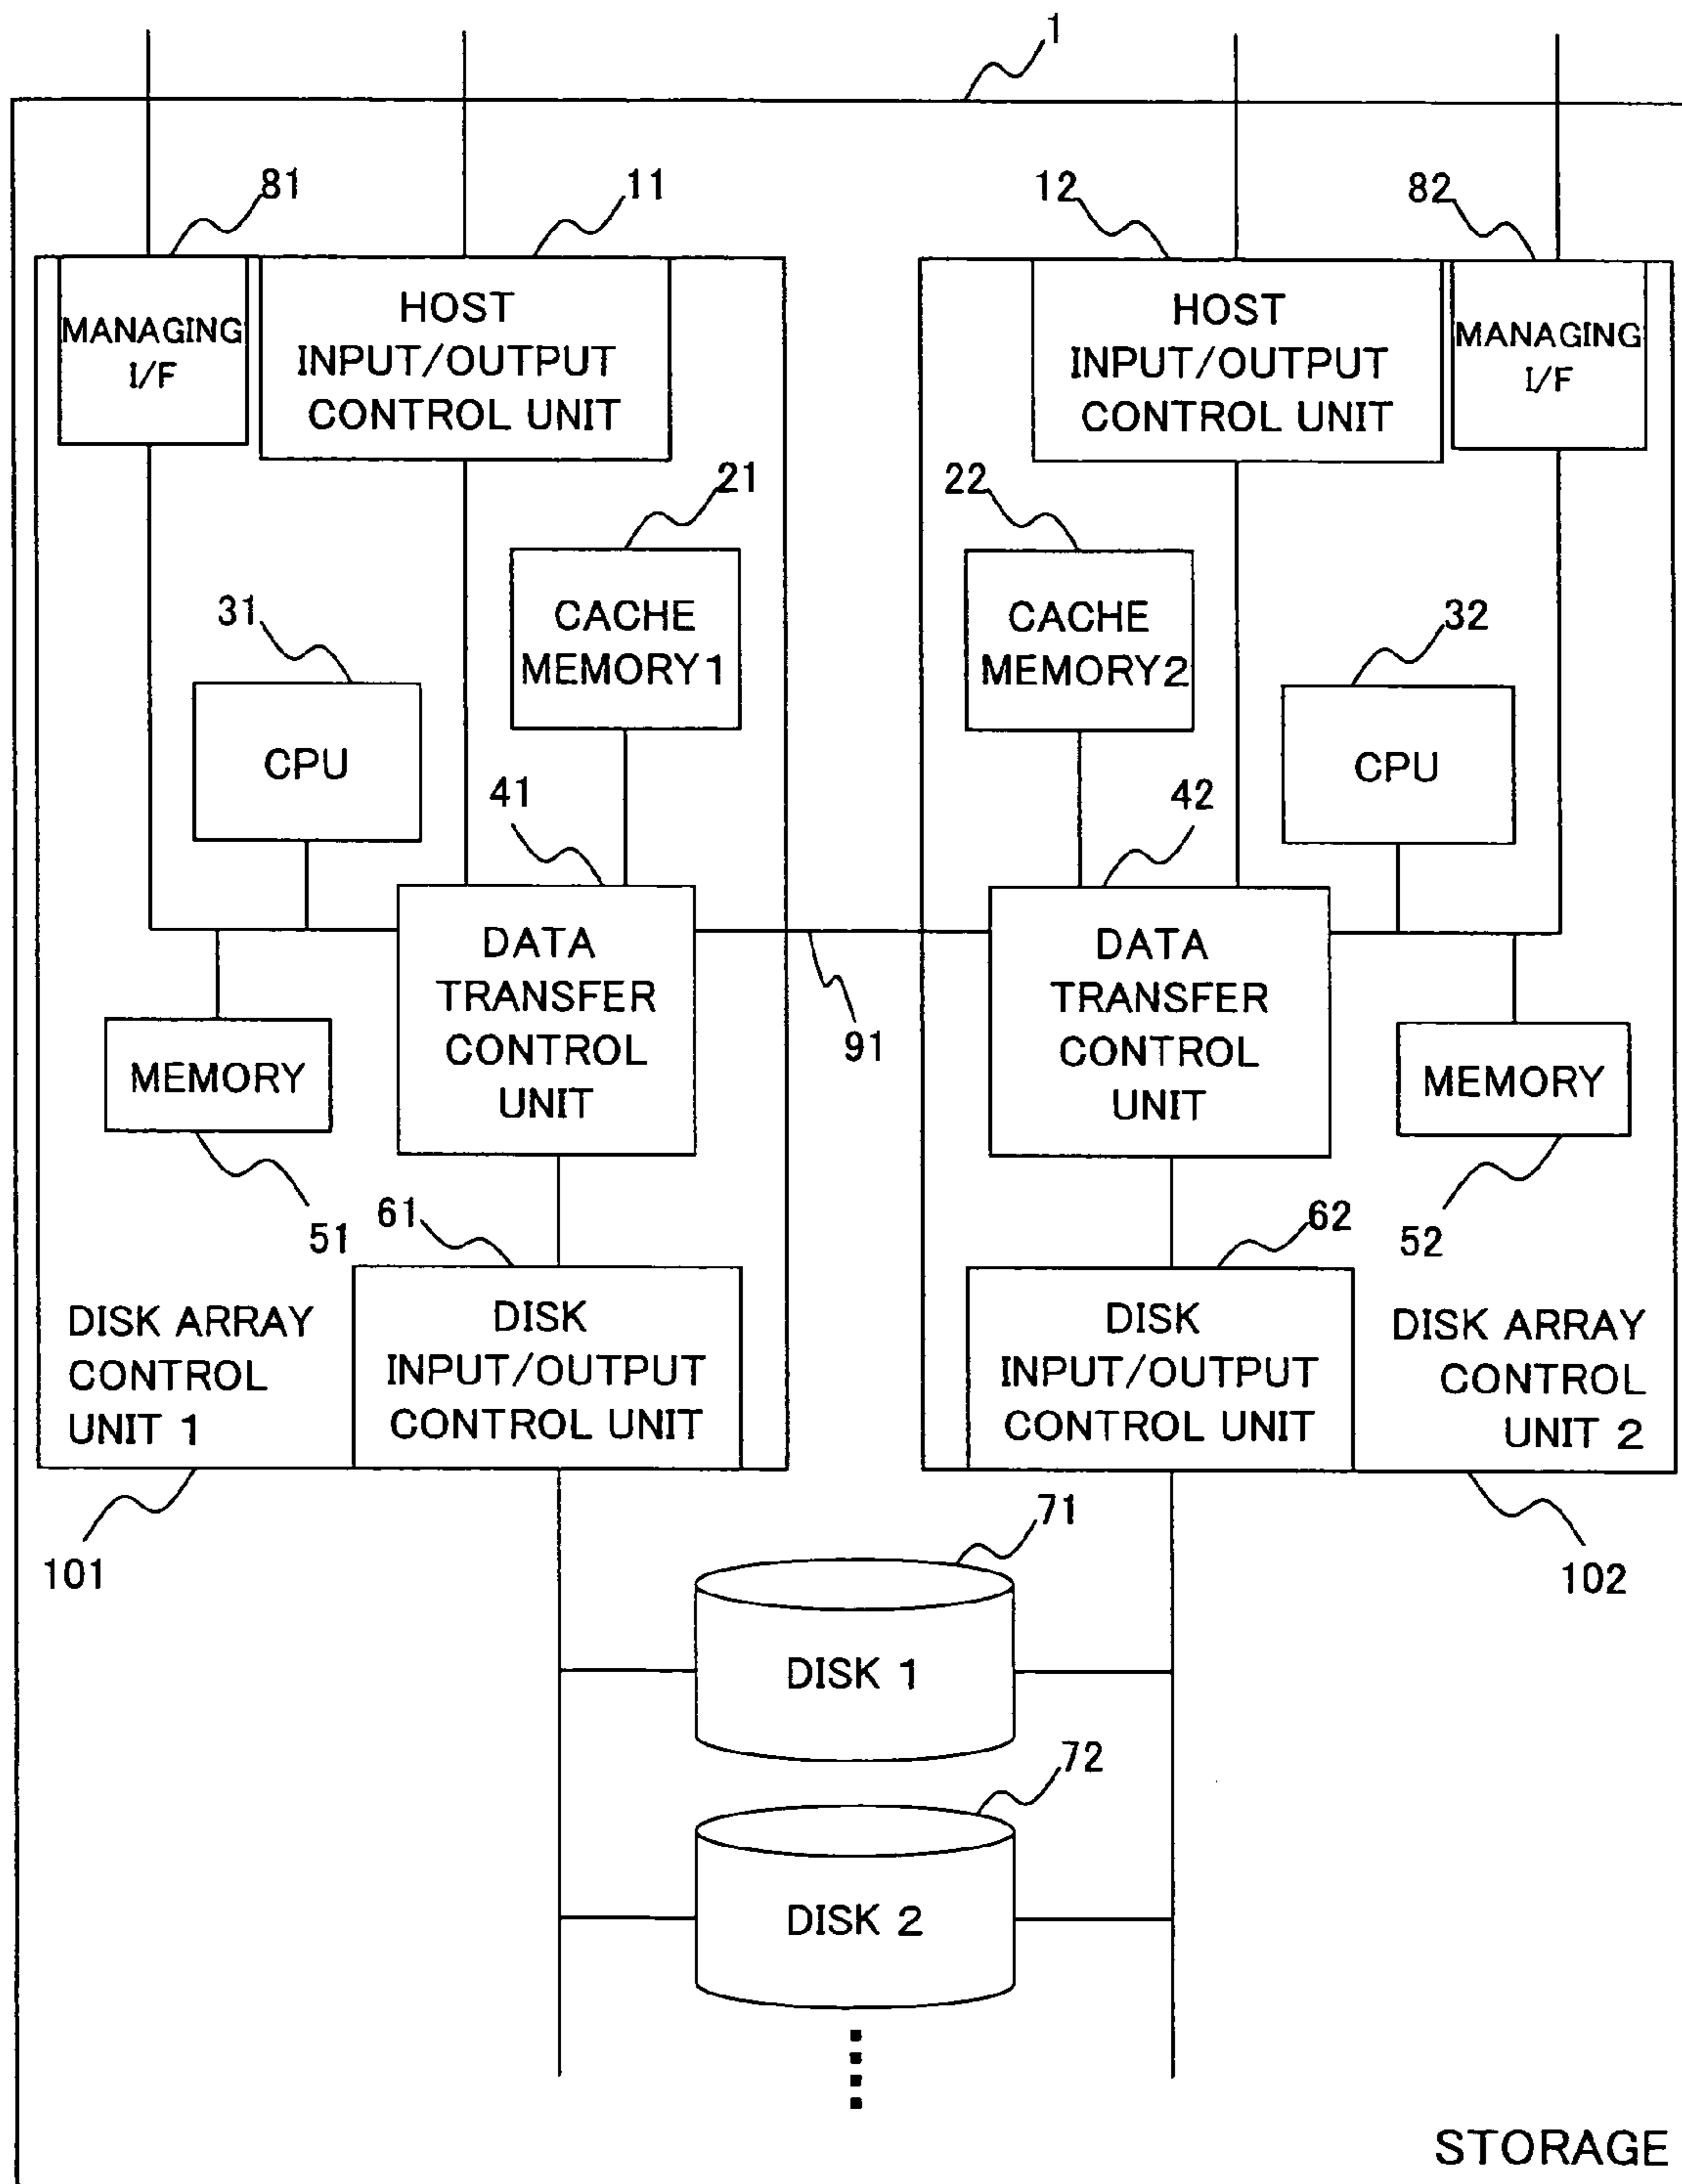 1
81
11
12
82
MANAGING
I/F
HOST
INPUT/OUTPUT
CONTROL UNIT
HOST
INPUT/OUTPUT
CONTROL UNIT
MANAGING
I/F
21
22
31
CACHE
MEMORY1
CACHE
MEMORY2
32
CPU
CPU
41
42
DATA
TRANSFER
CONTROL
UNIT
DATA
TRANSFER
CONTROL
UNIT
91
MEMORY
MEMORY
51
61
62
52
DISK ARRAY
CONTROL
UNIT 1
DISK
INPUT/OUTPUT
CONTROL UNIT
DISK
INPUT/OUTPUT
CONTROL UNIT
DISK ARRAY
CONTROL
UNIT 2
101
71
102
DISK 1
72
DISK 2
STORAGE